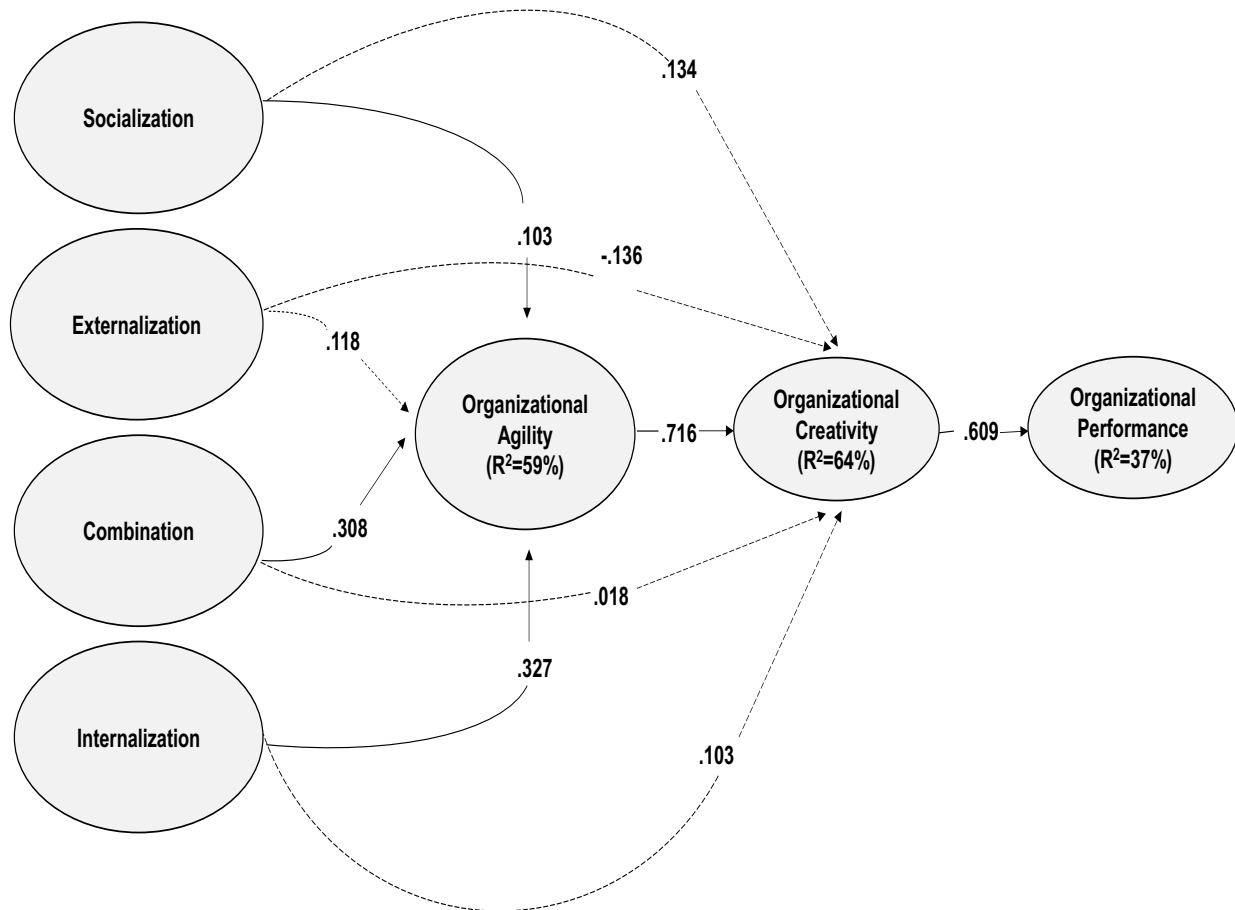 .134
Socialization
.103
-.136
Externalization
.118
Organizational
Agility
(R²=59%)
.716
Organizational
Creativity
(R²=64%)
.609
Organizational
Performance
(R²=37%)
Combination
.308
.018
.327
Internalization
.103